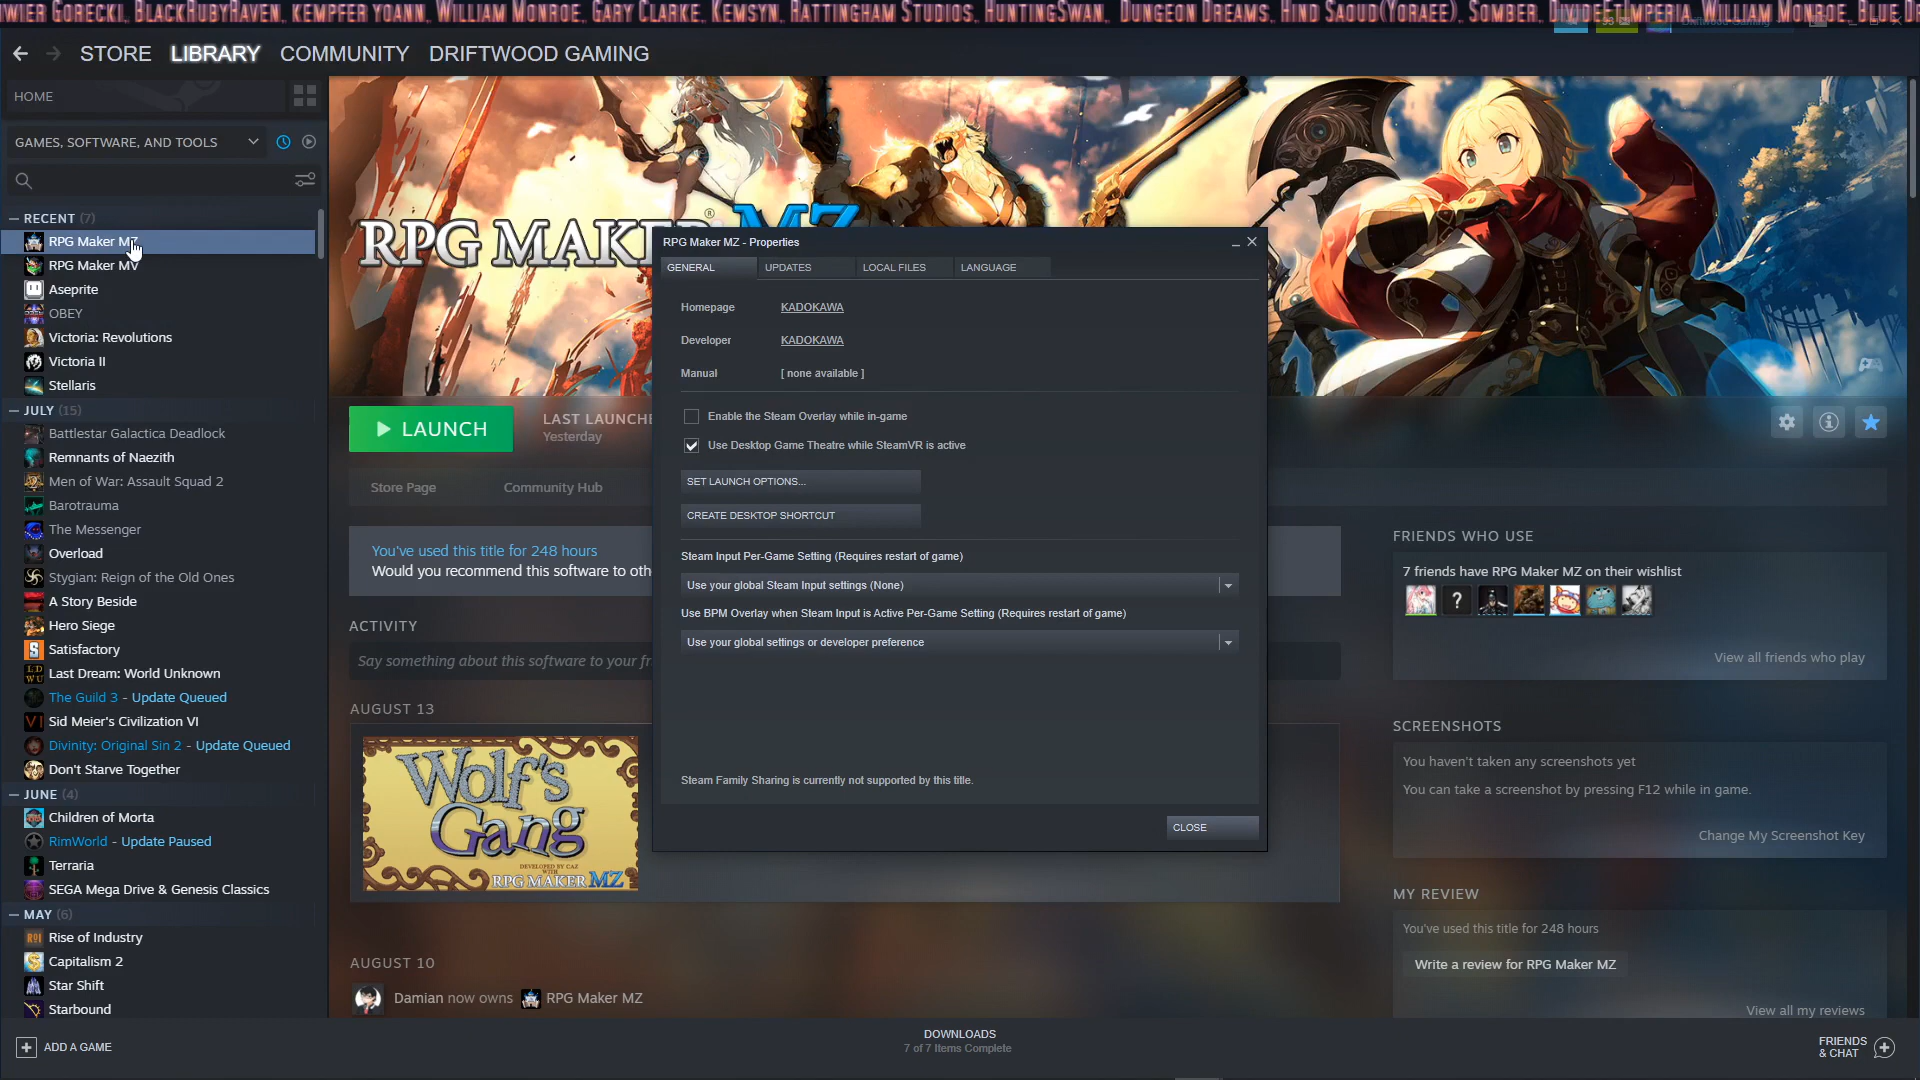 WIER GORECKI, BLACKRUBYRAVEN, KEMPFER YOANN, WILLIAM MONROE, GARY CLARKE, KEMSYN, RATTINGHAM STUDIOS, HUNTINGSWAN, DUNGEON DREAMS, HIND SAOD(YORAEE), SOMBER, WILLIAM MONROE, BLUE
STORE LIBRARY COMMUNITY DRIFTWOOD GAMING
HOME
GAMES, SOFTWARE, AND TOOLS
RECENT (7)
RPG Maker MZ
RPG Maker MV
Aseprite
OBEY
Victoria: Revolutions
Victoria II
Stellaris
JULY (15)
Battlestar Galactica Deadlock
Remnants of Naezith
Men of War: Assault Squad 2
Barotrauma
The Messenger
Overload
Stygian: Reign of the Old Ones
A Story Beside
Hero Siege
Satisfactory
Last Dream: World Unknown
The Guild 3 - Update Queued
Sid Meier's Civilization VI
Divinity: Original Sin 2 - Update Queued
Don't Starve Together
JUNE (4)
Children of Morta
RimWorld - Update Paused
Terraria
SEGA Mega Drive & Genesis Classics
MAY (6)
Rise of Industry
Capitalism 2
Star Shift
Starbound
ADD A GAME
RPG MAKER® MZ
LAUNCH
LAST LAUNCHE
Yesterday
Store Page
Community Hub
You've used this title for 248 hours
Would you recommend this software to oth
ACTIVITY
Say something about this software to your fr
AUGUST 13
Wolf's
Gang
DEVELOPED BY CAZ
WITH
RPG MAKER MZ
AUGUST 10
Damian now owns RPG Maker MZ
RPG Maker MZ - Properties
GENERAL UPDATES LOCAL FILES LANGUAGE
Homepage KADOKAWA
Developer KADOKAWA
Manual [ none available ]
Enable the Steam Overlay while in-game
Use Desktop Game Theatre while SteamVR is active
SET LAUNCH OPTIONS...
CREATE DESKTOP SHORTCUT
Steam Input Per-Game Setting (Requires restart of game)
Use your global Steam Input settings (None)
Use BPM Overlay when Steam Input is Active Per-Game Setting (Requires restart of game)
Use your global settings or developer preference
Steam Family Sharing is currently not supported by this title.
CLOSE
FRIENDS WHO USE
7 friends have RPG Maker MZ on their wishlist
View all friends who play
SCREENSHOTS
You haven't taken any screenshots yet
You can take a screenshot by pressing F12 while in game.
Change My Screenshot Key
MY REVIEW
You've used this title for 248 hours
Write a review for RPG Maker MZ
View all my reviews
DOWNLOADS
7 of 7 Items Complete
FRIENDS
& CHAT